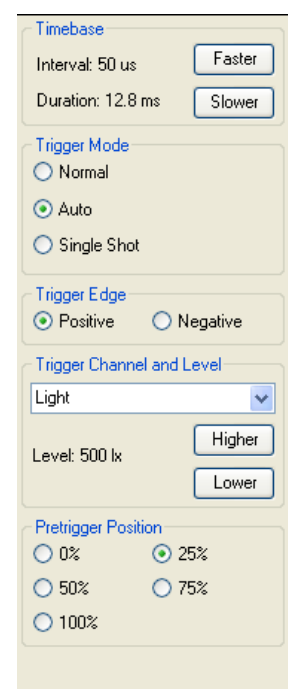 Timebase
Interval: 50 us
Faster
Duration: 12.8 ms
Slower
Trigger Mode
Normal
Auto
Single Shot
Trigger Edge
Positive Negative
Trigger Channel and Level
Light
Higher
Level: 500 lx
Lower
Pretrigger Position
0% 25%
50% 75%
100%